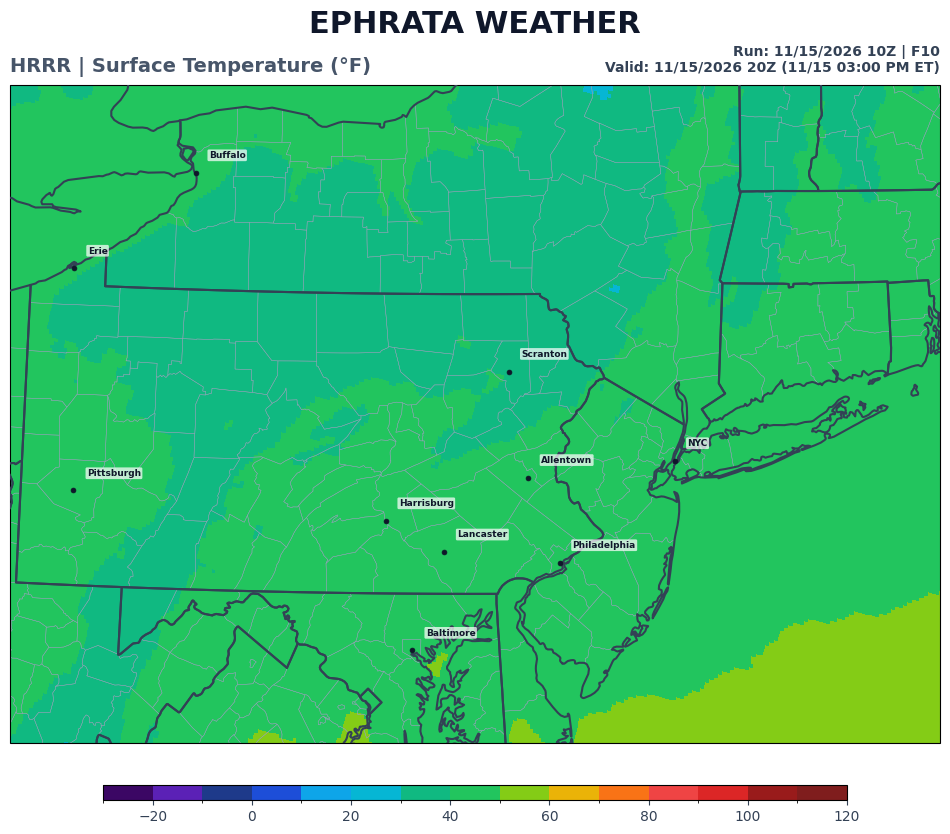 EPHRATA WEATHER
HRRR | Surface Temperature (°F)
Run: 11/15/2026 10Z | F10
Valid: 11/15/2026 20Z (11/15 03:00 PM ET)
Buffalo
Erie
Scranton
NYC
Allentown
Pittsburgh
Harrisburg
Lancaster
Philadelphia
Baltimore
−20 0 20 40 60 80 100 120